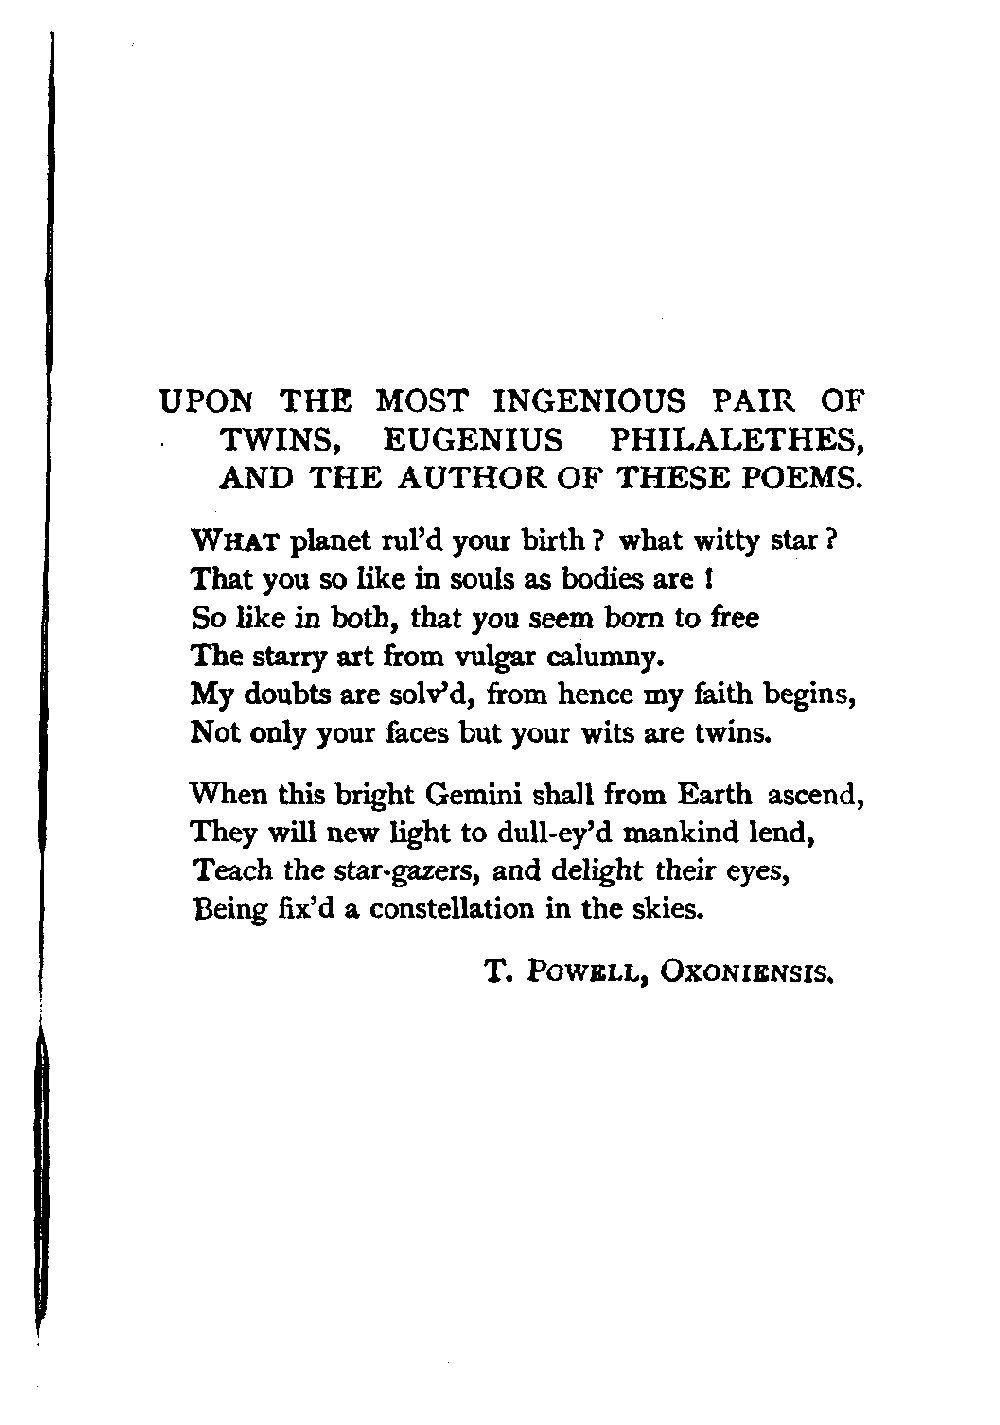 UPON THE MOST INGENIOUS PAIR OF
TWINS, EUGENIUS PHILALETHES,
AND THE AUTHOR OF THESE POEMS.
WHAT planet rul'd your birth? what witty star?
That you so like in souls as bodies are!
So like in both, that you seem born to free
The starry art from vulgar calumny.
My doubts are solv'd, from hence my faith begins,
Not only your faces but your wits are twins.
When this bright Gemini shall from Earth ascend,
They will new light to dull-ey'd mankind lend,
Teach the star-gazers, and delight their eyes,
Being fix'd a constellation in the skies.
T. POWELL, OXONIENSIS.